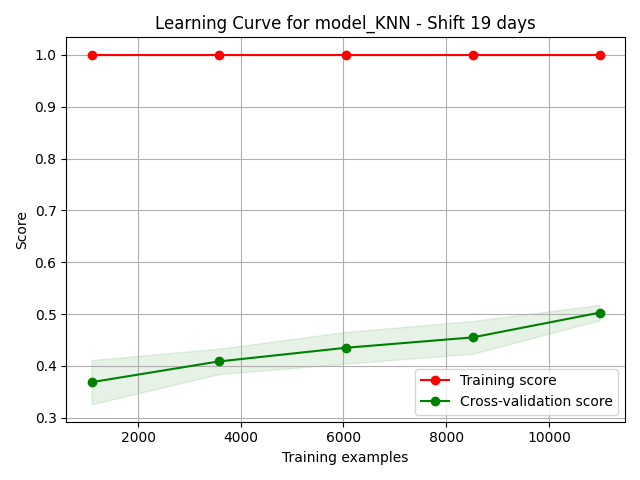 Learning Curve for model_KNN - Shift 19 days
1.0
0.9
0.8
0.7
0.6
0.5
0.4
0.3
Score
2000 4000 6000 8000 10000
Training examples
Training score
Cross-validation score